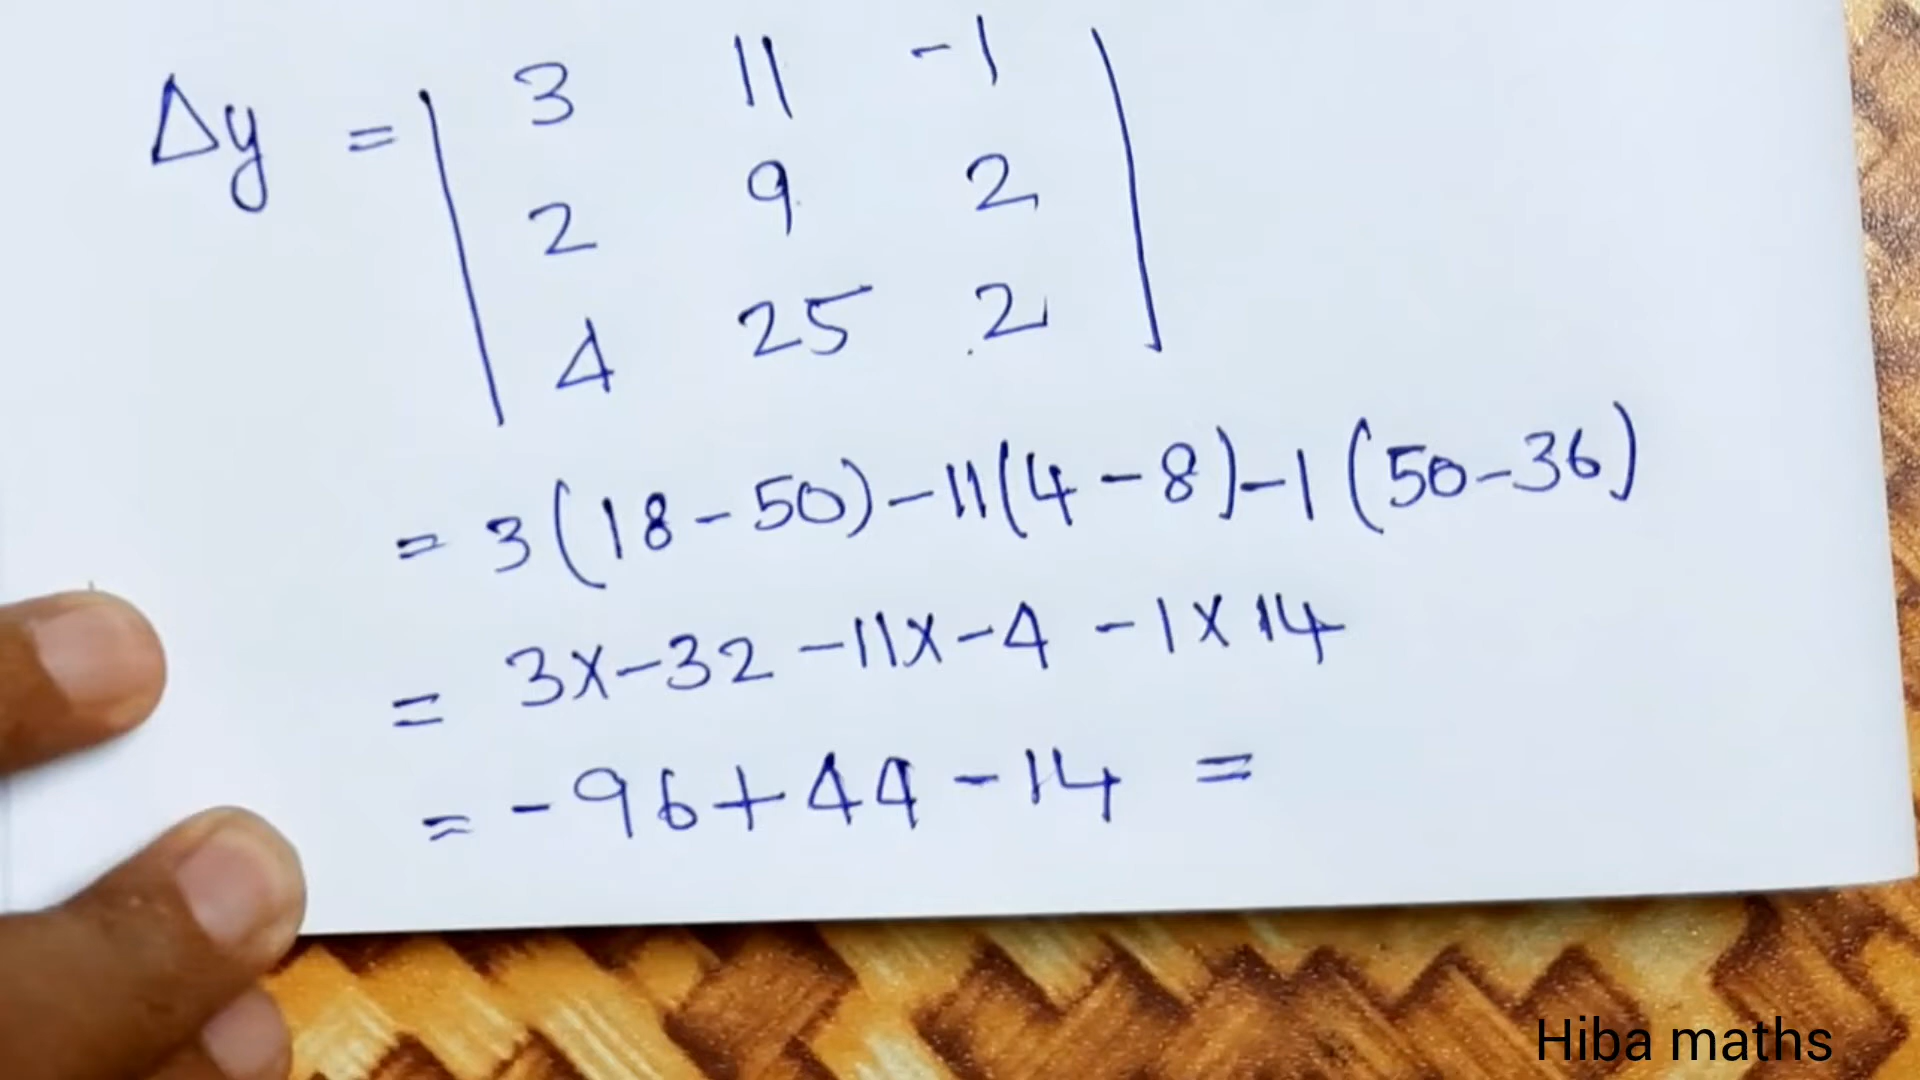 Δy = | 3 11 -1 |
2 9 2
4 25 2
= 3(18-50)-11(4-8)-1(50-36)
= 3x-32-11x-4-1x14
= -96+44-14 =
Hiba maths